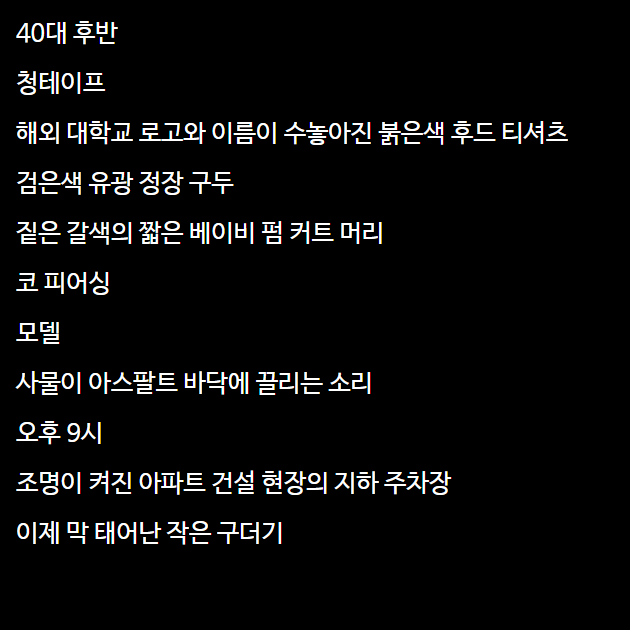 40대 후반
청테이프
해외 대학교 로고와 이름이 수놓아진 붉은색 후드 티셔츠
검은색 유광 정장 구두
짙은 갈색의 짧은 베이비 펌 커트 머리
코 피어싱
모델
사물이 아스팔트 바닥에 끌리는 소리
오후 9시
조명이 켜진 아파트 건설 현장의 지하 주차장
이제 막 태어난 작은 구더기